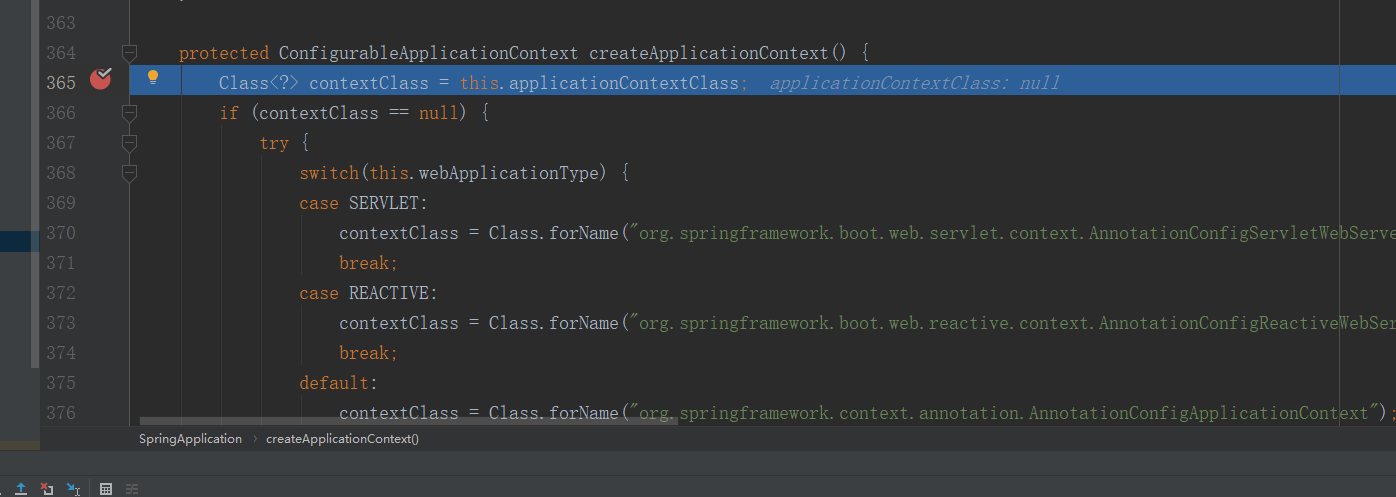 363
364 protected ConfigurableApplicationContext createApplicationContext() {
365 Class<?> contextClass = this.applicationContextClass; applicationContextClass: null
366 if (contextClass == null) {
367 try {
368 switch(this.webApplicationType) {
369 case SERVLET:
370 contextClass = Class.forName("org.springframework.boot.web.servlet.context.AnnotationConfigServletWebServe
371 break;
372 case REACTIVE:
373 contextClass = Class.forName("org.springframework.boot.web.reactive.context.AnnotationConfigReactiveWebSer
374 break;
375 default:
376 contextClass = Class.forName("org.springframework.context.annotation.AnnotationConfigApplicationContext");
SpringApplication › createApplicationContext()